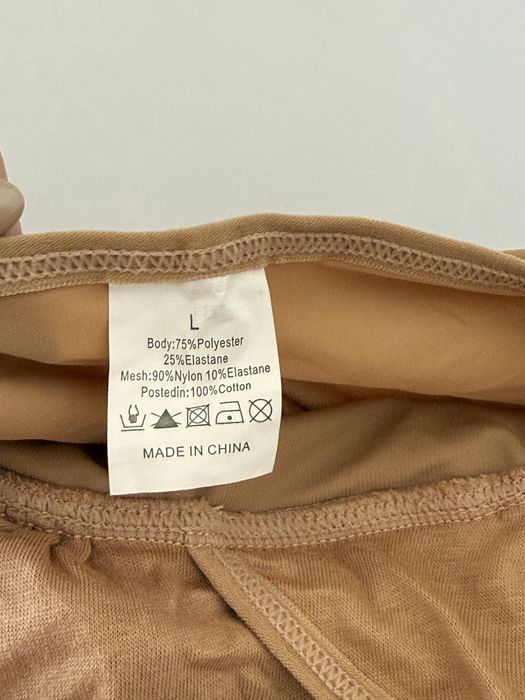 L
Body:75%Polyester
25%Elastane
Mesh:90%Nylon 10%Elastane
Postedin:100%Cotton
MADE IN CHINA